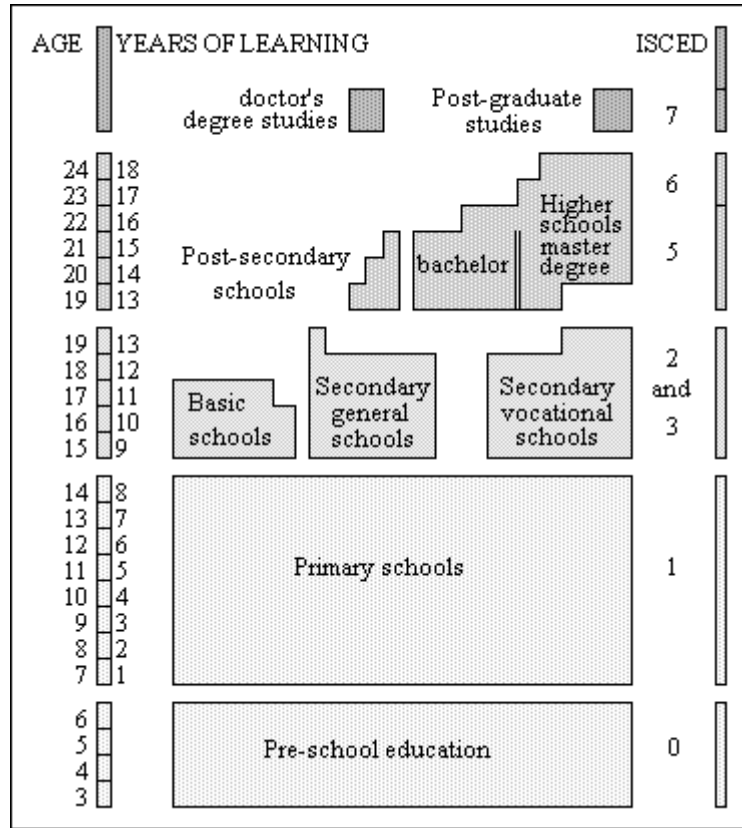 AGE YEARS OF LEARNING ISCED
doctor's
degree studies
Post-graduate
studies
7
24 18
23 17
22 16
21 15
20 14
19 13
Post-secondary
schools
bachelor
Higher
schools
master
degree
6
5
19 13
18 12
17 11
16 10
15 9
Basic
schools
Secondary
general
schools
Secondary
vocational
schools
2
and
3
14 8
13 7
12 6
11 5
10 4
9 3
8 2
7 1
Primary schools
1
6
5
4
3
Pre-school education
0